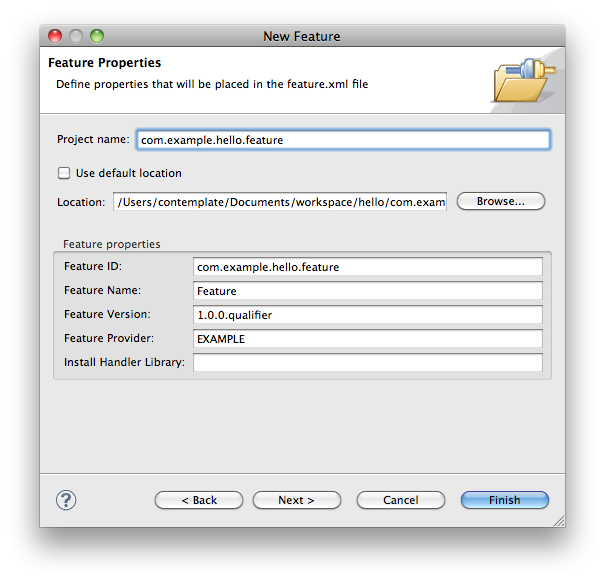 New Feature
Feature Properties
Define properties that will be placed in the feature.xml file
Project name: com.example.hello.feature
Use default location
Location: /Users/contemplate/Documents/workspace/hello/com.exam Browse...
Feature properties
Feature ID: com.example.hello.feature
Feature Name: Feature
Feature Version: 1.0.0.qualifier
Feature Provider: EXAMPLE
Install Handler Library:
? < Back Next > Cancel Finish